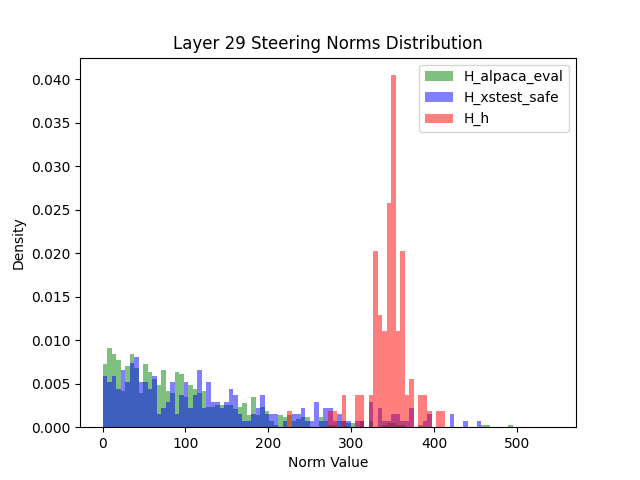 Layer 29 Steering Norms Distribution
H_alpaca_eval
H_xstest_safe
H_h
Density
0.040
0.035
0.030
0.025
0.020
0.015
0.010
0.005
0.000
0 100 200 300 400 500
Norm Value